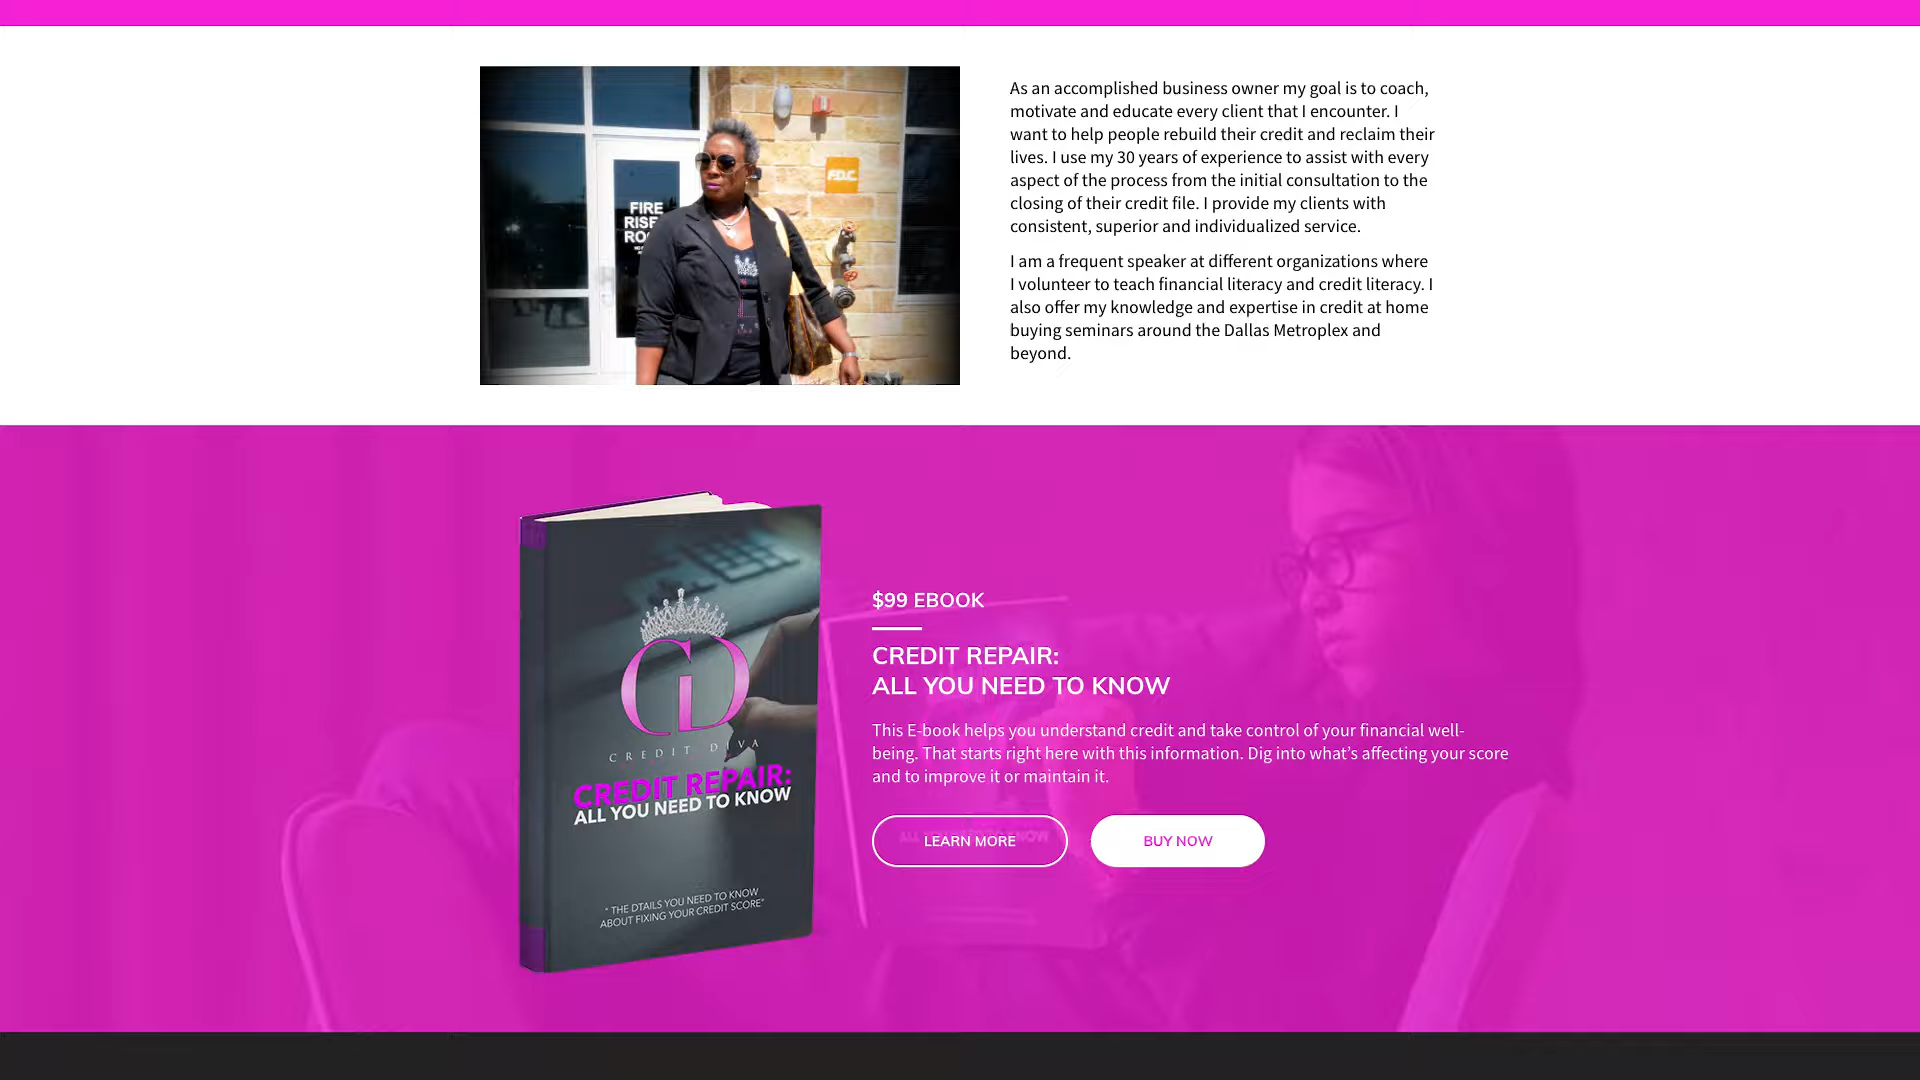 As an accomplished business owner my goal is to coach,
motivate and educate every client that I encounter. I
want to help people rebuild their credit and reclaim their
lives. I use my 30 years of experience to assist with every
aspect of the process from the initial consultation to the
closing of their credit file. I provide my clients with
consistent, superior and individualized service.
I am a frequent speaker at different organizations where
I volunteer to teach financial literacy and credit literacy. I
also offer my knowledge and expertise in credit at home
buying seminars around the Dallas Metroplex and
beyond.
FIRE
F.D.C.
CD
CREDIT DIVA
CREDIT REPAIR:
ALL YOU NEED TO KNOW
" THE DTAILS YOU NEED TO KNOW
ABOUT FIXING YOUR CREDIT SCORE"
$99 EBOOK
CREDIT REPAIR:
ALL YOU NEED TO KNOW
This E-book helps you understand credit and take control of your financial well-
being. That starts right here with this information. Dig into what’s affecting your score
and to improve it or maintain it.
LEARN MORE
BUY NOW